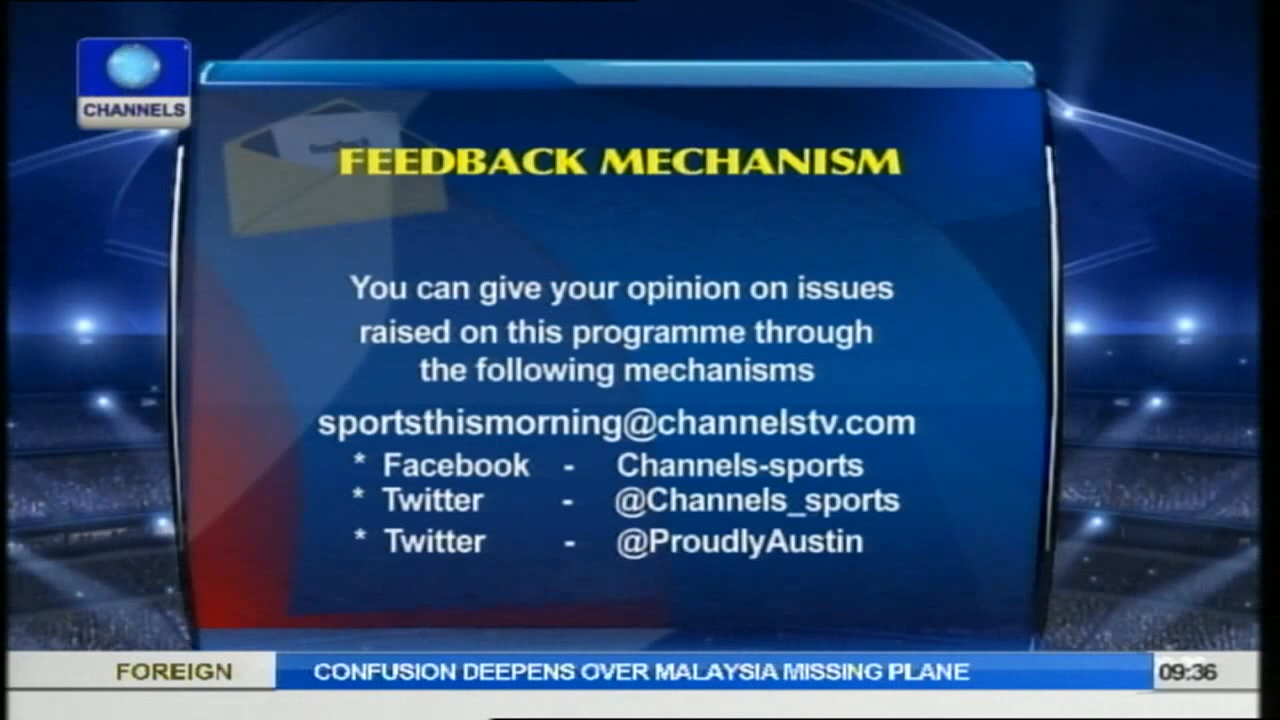 CHANNELS
FEEDBACK MECHANISM
You can give your opinion on issues
raised on this programme through
the following mechanisms
sportsthismorning@channelstv.com
* Facebook - Channels-sports
* Twitter - @Channels_sports
* Twitter - @ProudlyAustin
FOREIGN CONFUSION DEEPENS OVER MALAYSIA MISSING PLANE 09:36